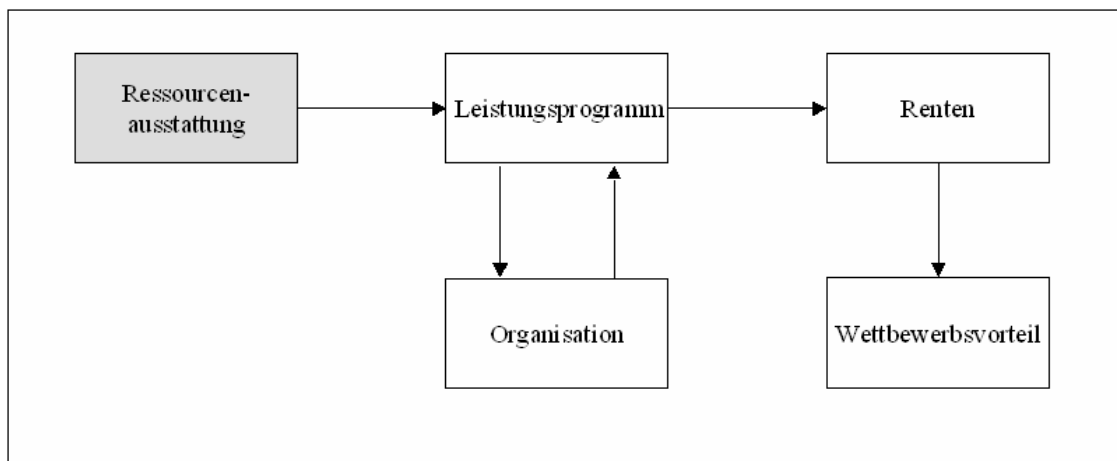 Ressourcen-
ausstattung
Leistungsprogramm
Renten
Organisation
Wettbewerbsvorteil